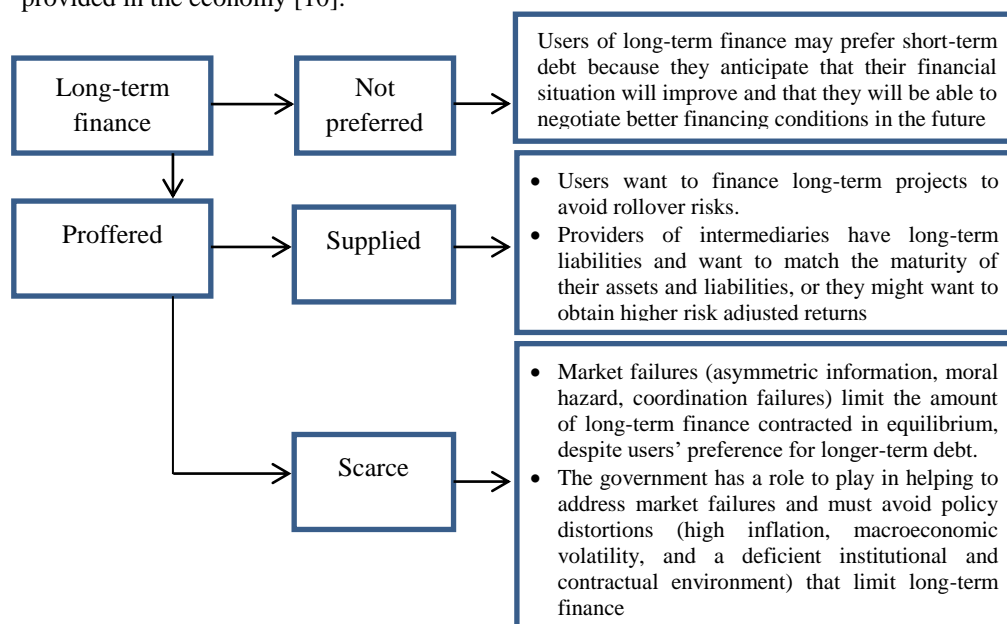 provided in the economy [10].
Long-term
finance
Not
preferred
Users of long-term finance may prefer short-term
debt because they anticipate that their financial
situation will improve and that they will be able to
negotiate better financing conditions in the future
Proffered
Supplied
• Users want to finance long-term projects to
avoid rollover risks.
• Providers of intermediaries have long-term
liabilities and want to match the maturity of
their assets and liabilities, or they might want to
obtain higher risk adjusted returns
Scarce
• Market failures (asymmetric information, moral
hazard, coordination failures) limit the amount
of long-term finance contracted in equilibrium,
despite users’ preference for longer-term debt.
• The government has a role to play in helping to
address market failures and must avoid policy
distortions (high inflation, macroeconomic
volatility, and a deficient institutional and
contractual environment) that limit long-term
finance